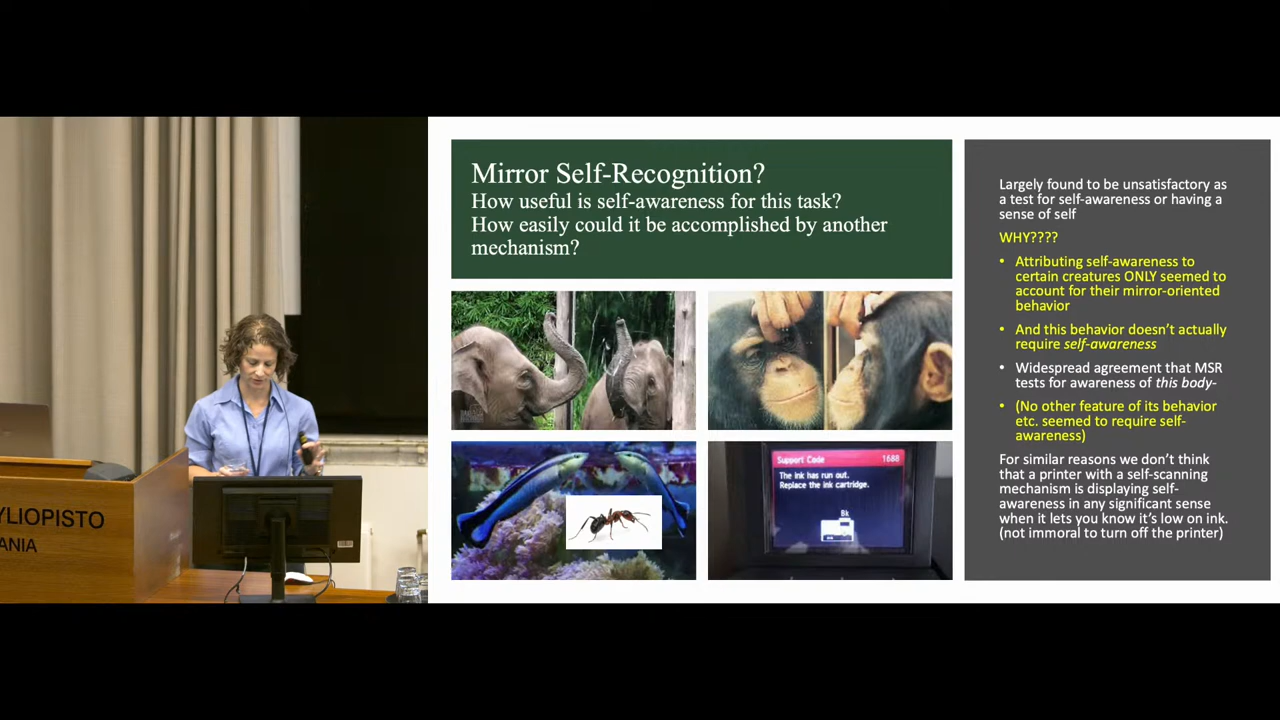 Mirror Self-Recognition?
How useful is self-awareness for this task?
How easily could it be accomplished by another
mechanism?
Largely found to be unsatisfactory as
a test for self-awareness or having a
sense of self
WHY????
• Attributing self-awareness to
certain creatures ONLY seemed to
account for their mirror-oriented
behavior
• And this behavior doesn't actually
require self-awareness
• Widespread agreement that MSR
tests for awareness of this body-
• (No other feature of its behavior
etc. seemed to require self-
awareness)
For similar reasons we don't think
that a printer with a self-scanning
mechanism is displaying self-
awareness in any significant sense
when it lets you know it's low on ink.
(not immoral to turn off the printer)
Support Code 1688
The ink has run out.
Replace the ink cartridge.
Bk
YLIOPISTO
ANIA